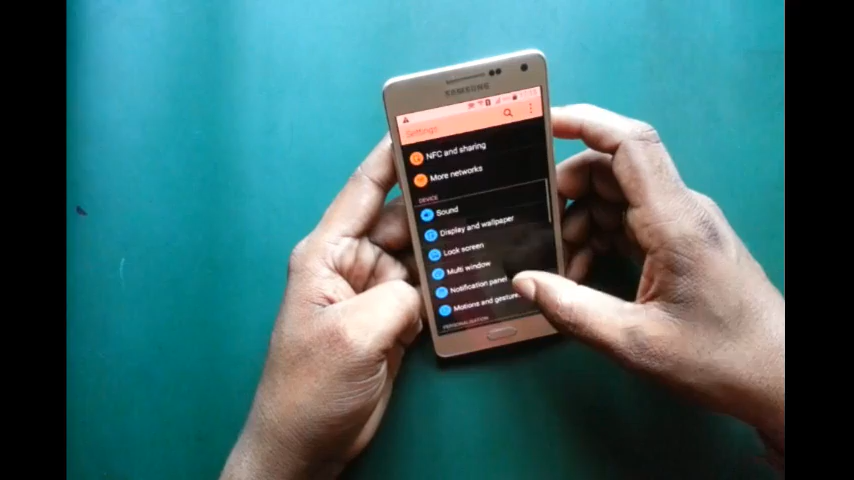 SAMSUNG
Settings
NFC and sharing
More networks
DEVICE
Sound
Display and wallpaper
Lock screen
Multi window
Notification panel
Motions and gestures
PERSONALISATION